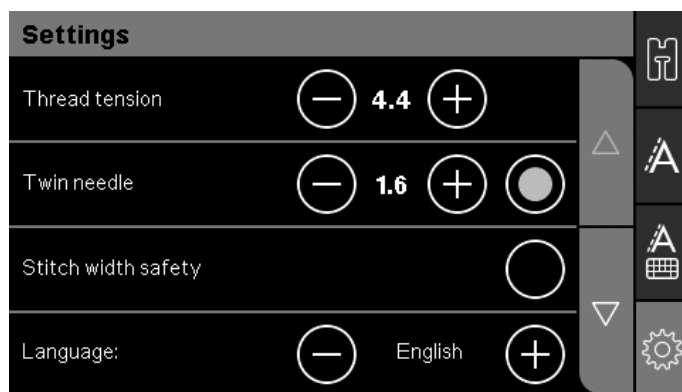 Settings
Thread tension 4.4
Twin needle 1.6
Stitch width safety
Language: English